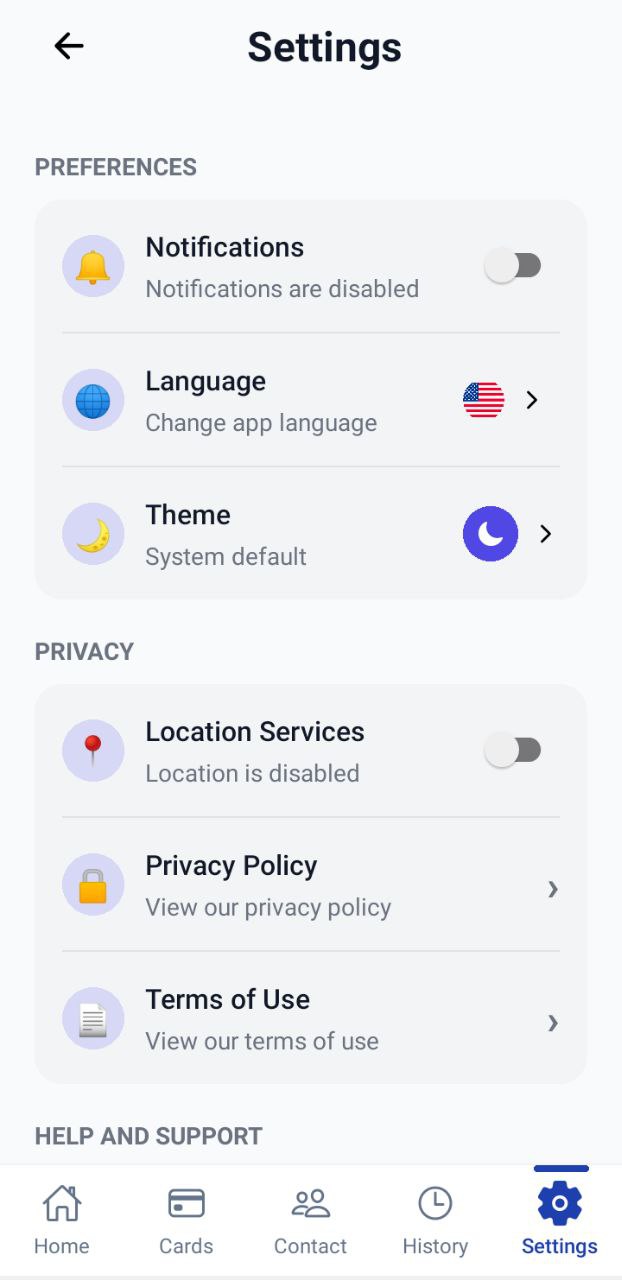 Settings
PREFERENCES
Notifications
Notifications are disabled
Language
Change app language
Theme
System default
PRIVACY
Location Services
Location is disabled
Privacy Policy
View our privacy policy
Terms of Use
View our terms of use
HELP AND SUPPORT
Home Cards Contact History Settings